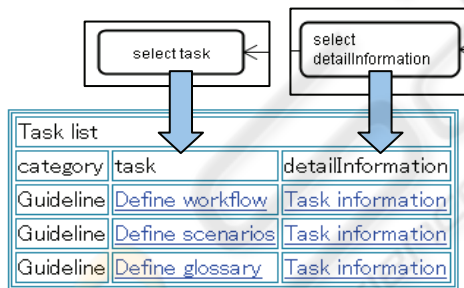 select task
select
detailInformation
Task list
category task detailInformation
Guideline Define workflow Task information
Guideline Define scenarios Task information
Guideline Define glossary Task information